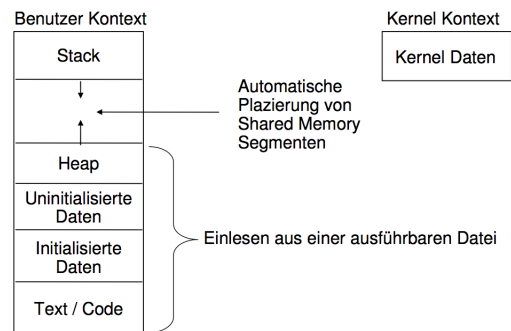 Benutzer Kontext
Kernel Kontext
Stack
Kernel Daten
Automatische
Plazierung von
Shared Memory
Segmenten
Heap
Uninitialisierte
Daten
Einlesen aus einer ausführbaren Datei
Initialisierte
Daten
Text / Code